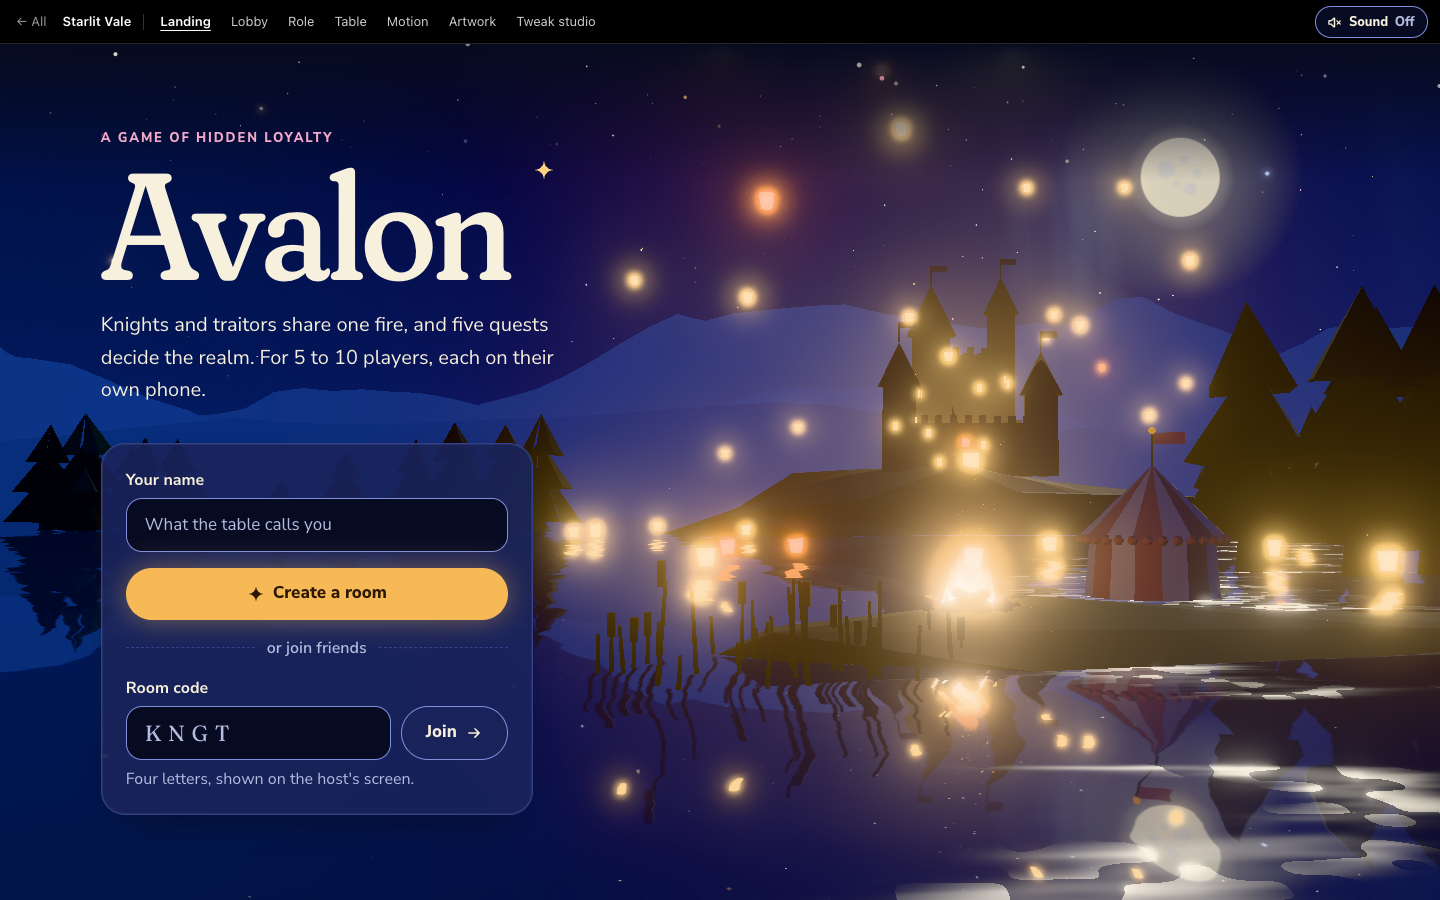 ← All Starlit Vale Landing Lobby Role Table Motion Artwork Tweak studio Sound Off
A GAME OF HIDDEN LOYALTY
Avalon
Knights and traitors share one fire, and five quests
decide the realm. For 5 to 10 players, each on their
own phone.
Your name
What the table calls you
Create a room
or join friends
Room code
KNGT
Join →
Four letters, shown on the host's screen.